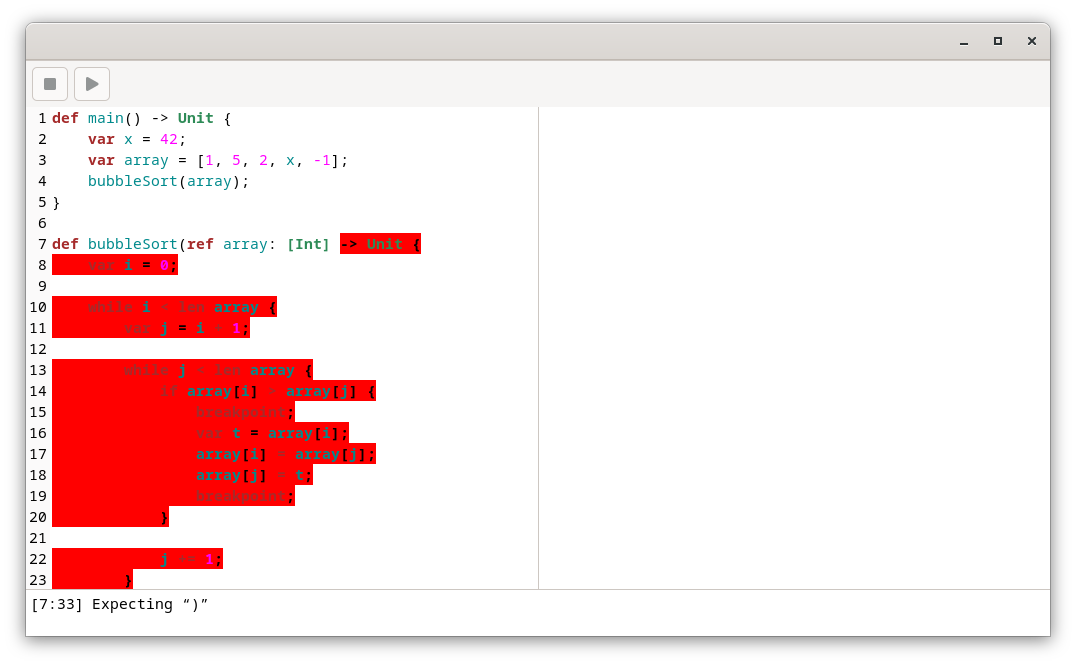 1 def main() -> Unit {
2 var x = 42;
3 var array = [1, 5, 2, x, -1];
4 bubbleSort(array);
5 }
6
7 def bubbleSort(ref array: [Int] -> Unit {
8 var i = 0;
9
10 while i < len array {
11 var j = i + 1;
12
13 while j < len array {
14 if array[i] array[j] {
15 breakpoint;
16 var t = array[i];
17 array[i] = array[j];
18 array[j] = t;
19 breakpoint;
20 }
21
22 j += 1;
23 }
[7:33] Expecting “)”